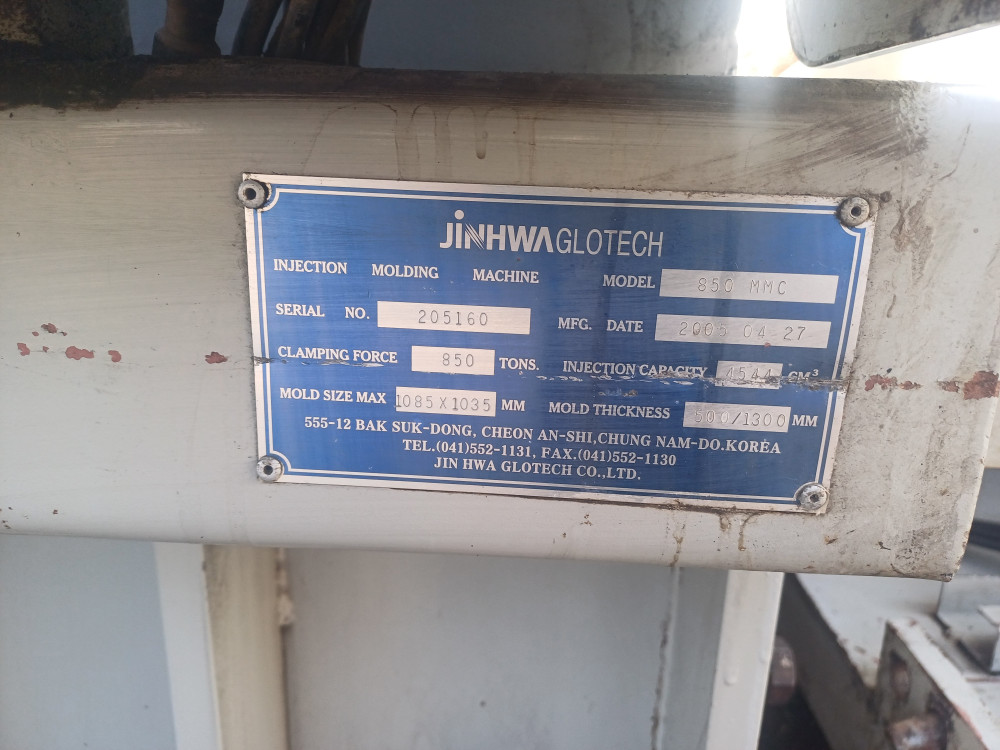 JINHWA GLOTECH
INJECTION MOLDING MACHINE MODEL 850 MMC
SERIAL NO. 205160 MFG. DATE 2005 04 27
CLAMPING FORCE 850 TONS. INJECTION CAPACITY 4544 CM³
MOLD SIZE MAX 1085X1035 MM MOLD THICKNESS 500/1300 MM
555-12 BAK SUK-DONG, CHEON AN-SHI,CHUNG NAM-DO.KOREA
TEL.(041)552-1131, FAX.(041)552-1130
JIN HWA GLOTECH CO.,LTD.